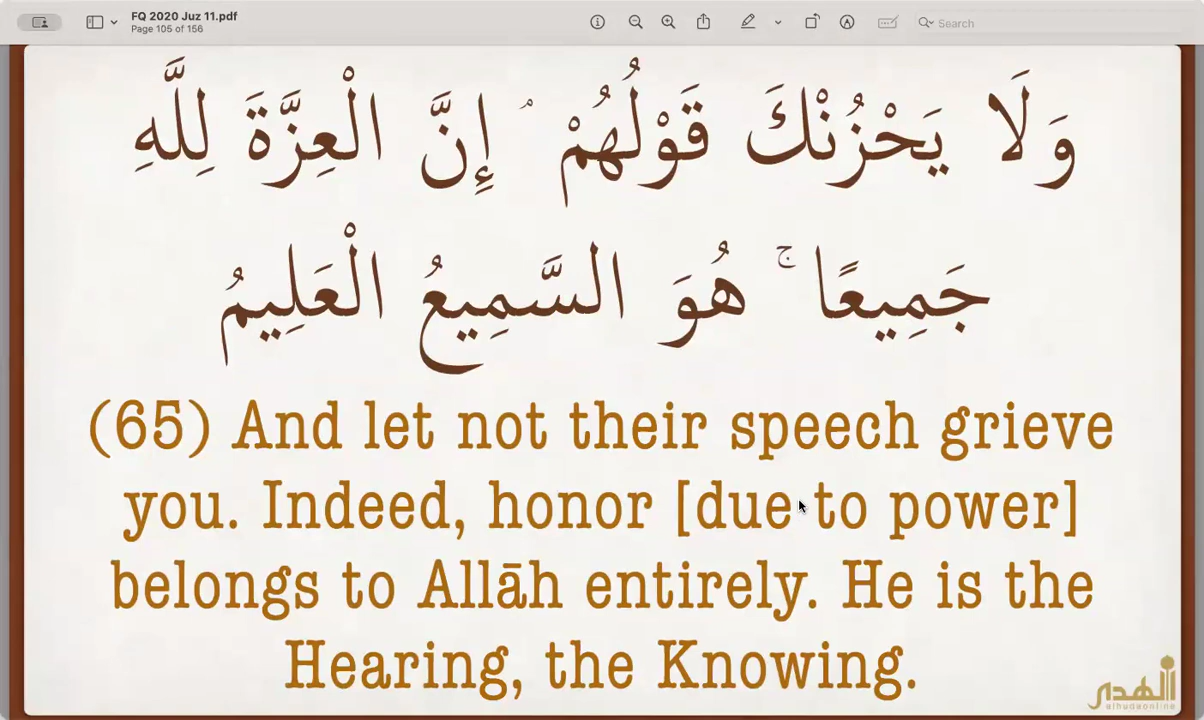 FQ 2020 Juz 11.pdf
Page 105 of 156
Search
وَلَا يَحْزُنْكَ قَوْلُهُمْ ۘ إِنَّ الْعِزَّةَ لِلَّهِ
جَمِيعًا ۚ هُوَ السَّمِيعُ الْعَلِيمُ
(65) And let not their speech grieve
you. Indeed, honor [due to power]
belongs to Allāh entirely. He is the
Hearing, the Knowing.
الهدى
alhudaonline